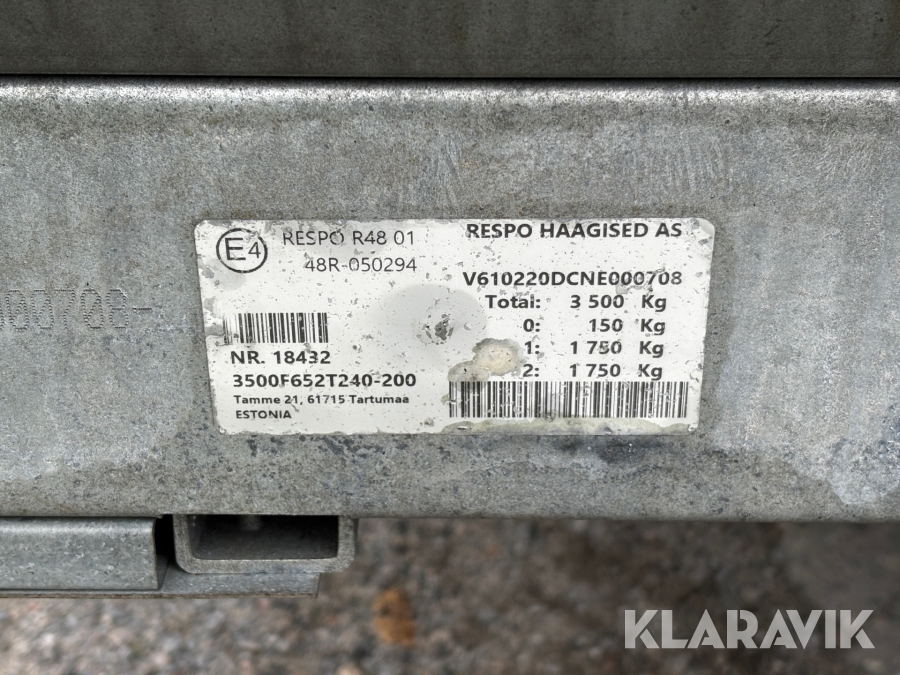 E4
RESPO R48 01
48R-050294
NR. 18432
3500F652T240-200
Tamme 21, 61715 Tartumaa
ESTONIA
RESPO HAAGISED AS
V610220DCNE000708
Total: 3 500 Kg
0: 150 Kg
1: 1 750 Kg
2: 1 750 Kg
KLARAVIK